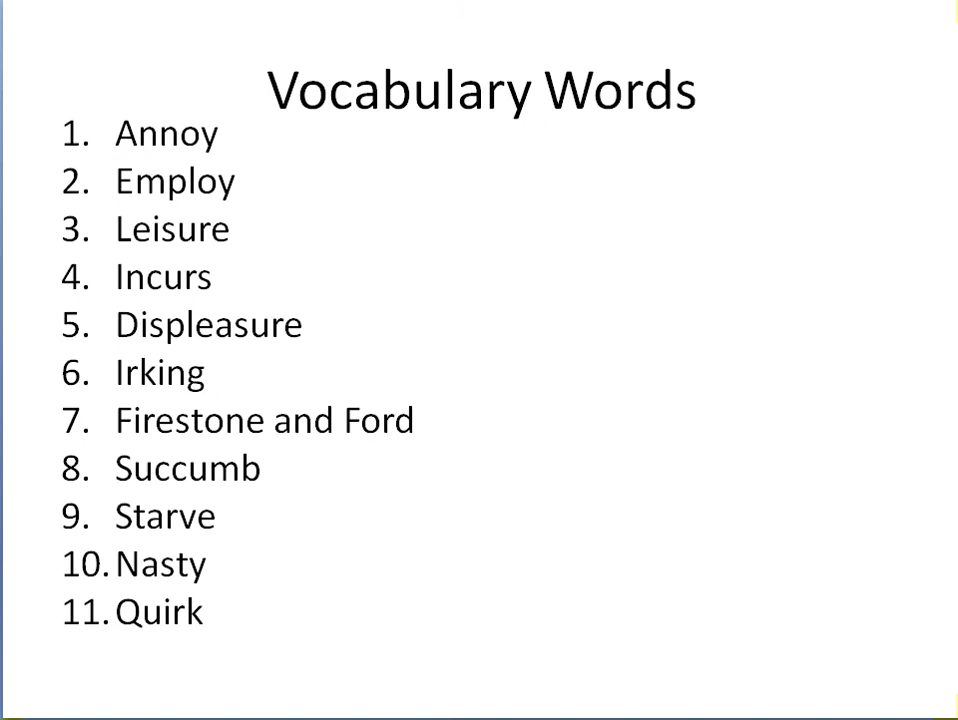 Vocabulary Words
1. Annoy
2. Employ
3. Leisure
4. Incurs
5. Displeasure
6. Irking
7. Firestone and Ford
8. Succumb
9. Starve
10. Nasty
11. Quirk